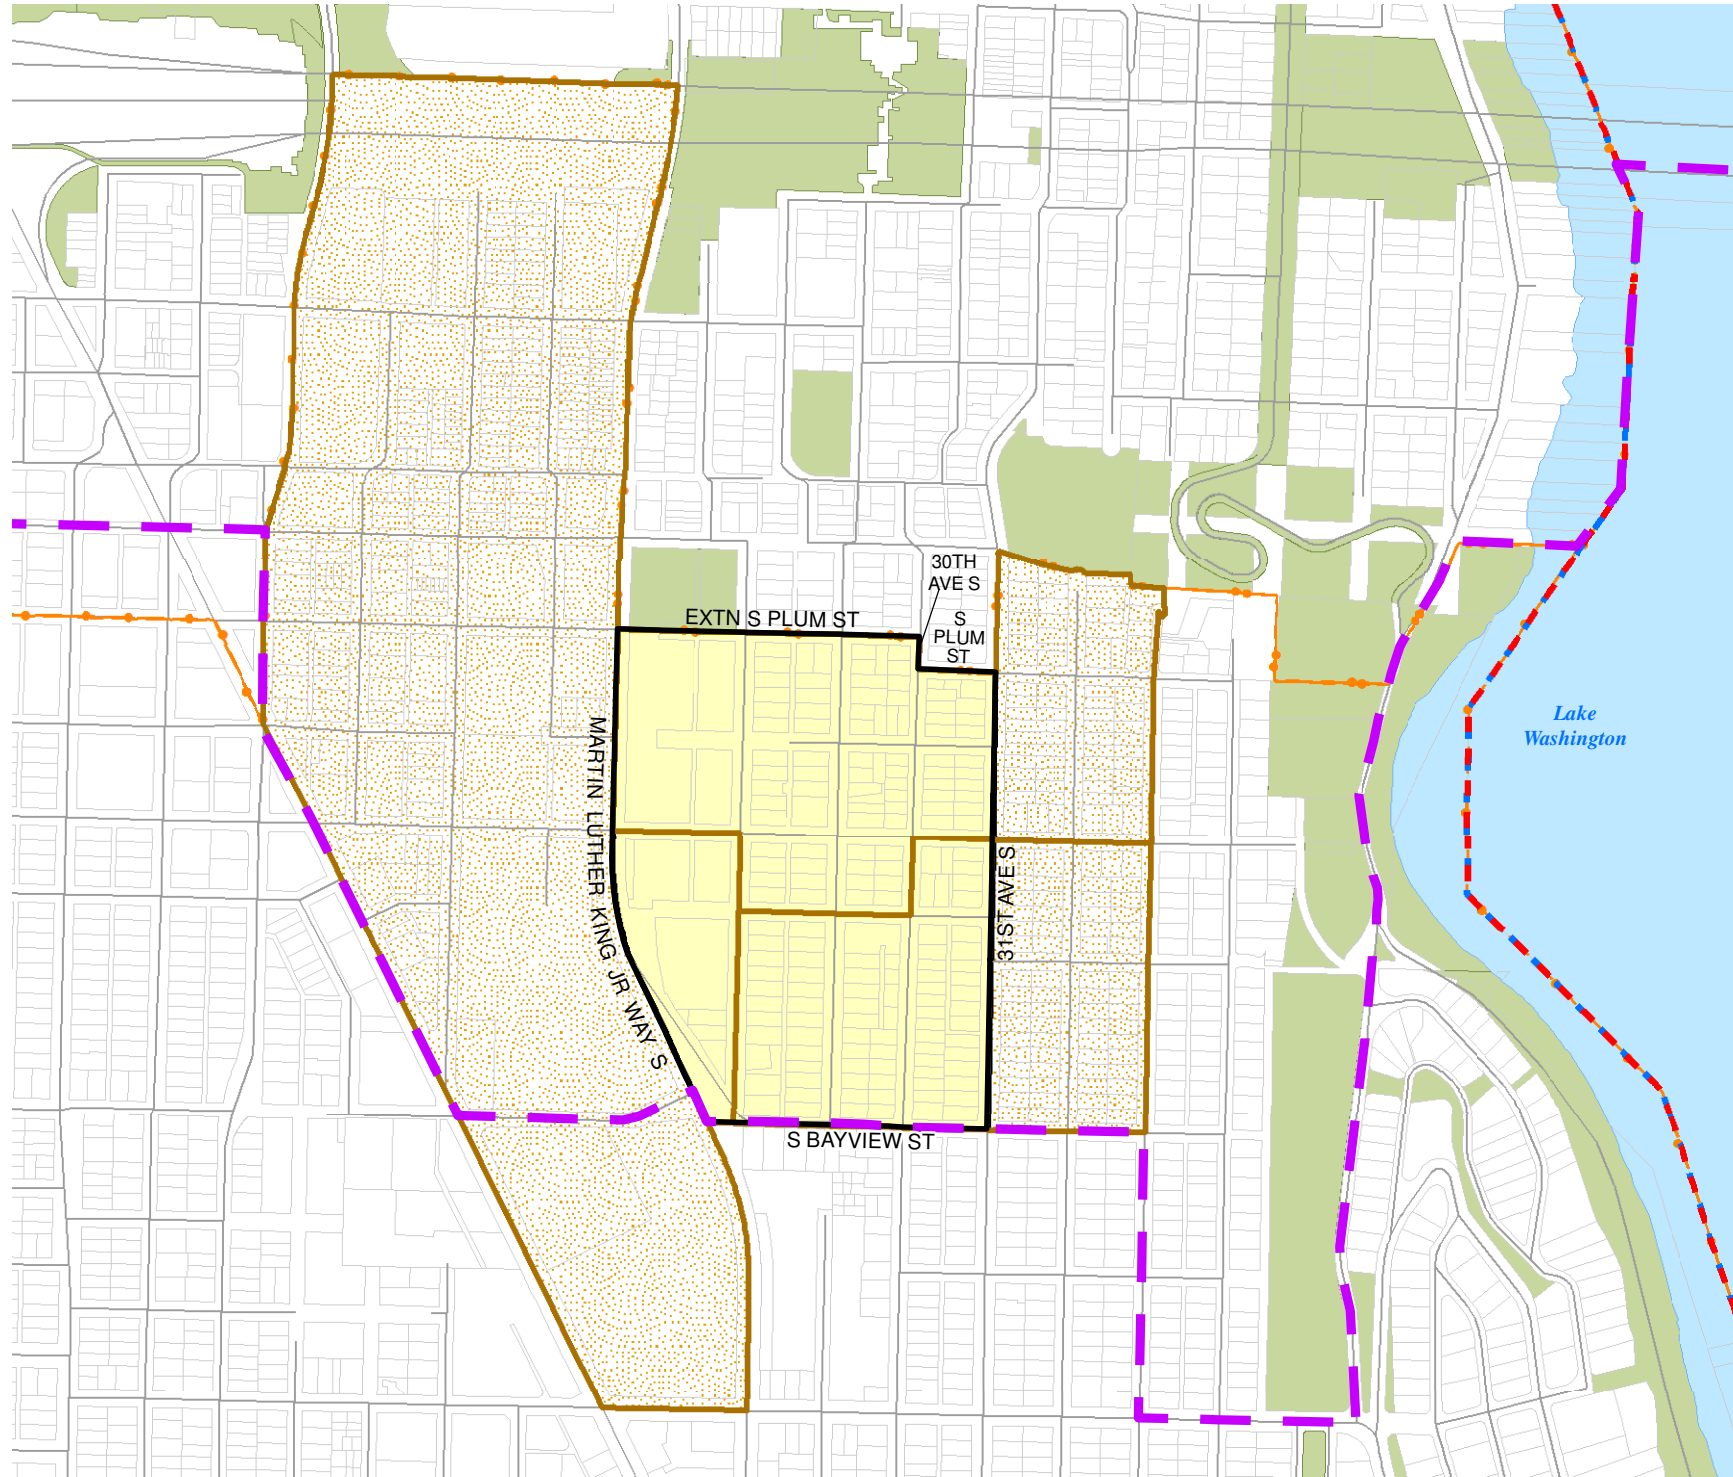 30TH
AVE S
EXTN S PLUM ST
S
PLUM
ST
Lake
Washington
MARTIN LUTHER KING JR WAY S
31ST AVE S
S BAYVIEW ST